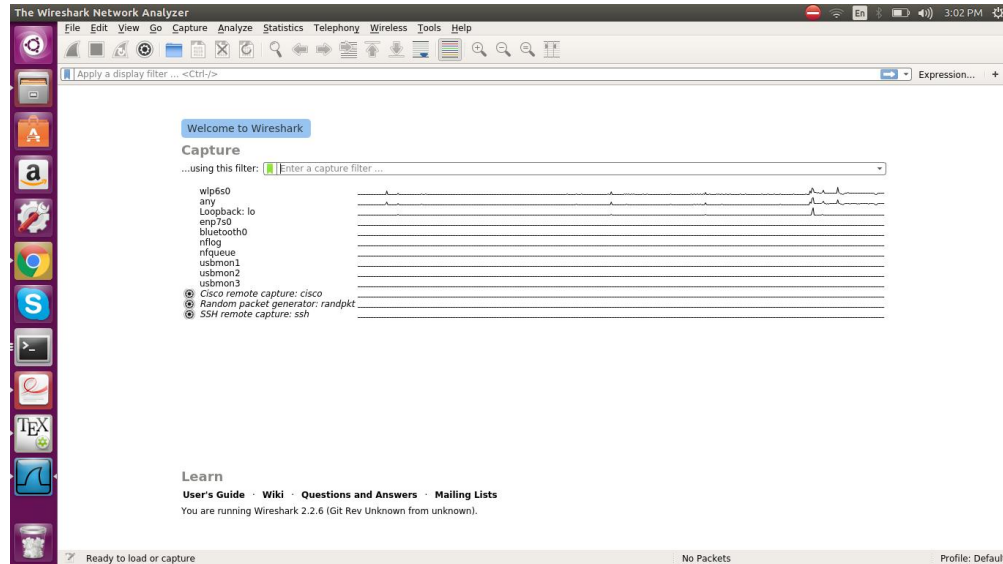 The Wireshark Network Analyzer
En
3:02 PM
File Edit View Go Capture Analyze Statistics Telephony Wireless Tools Help
Apply a display filter ... <Ctrl-/>
Expression... +
Welcome to Wireshark
Capture
...using this filter: Enter a capture filter ...
wlp6s0
any
Loopback: lo
enp7s0
bluetooth0
nflog
nfqueue
usbmon1
usbmon2
usbmon3
Cisco remote capture: cisco
Random packet generator: randpkt
SSH remote capture: ssh
a
S
>_
TEX
Learn
User's Guide · Wiki · Questions and Answers · Mailing Lists
You are running Wireshark 2.2.6 (Git Rev Unknown from unknown).
Ready to load or capture
No Packets
Profile: Defaul